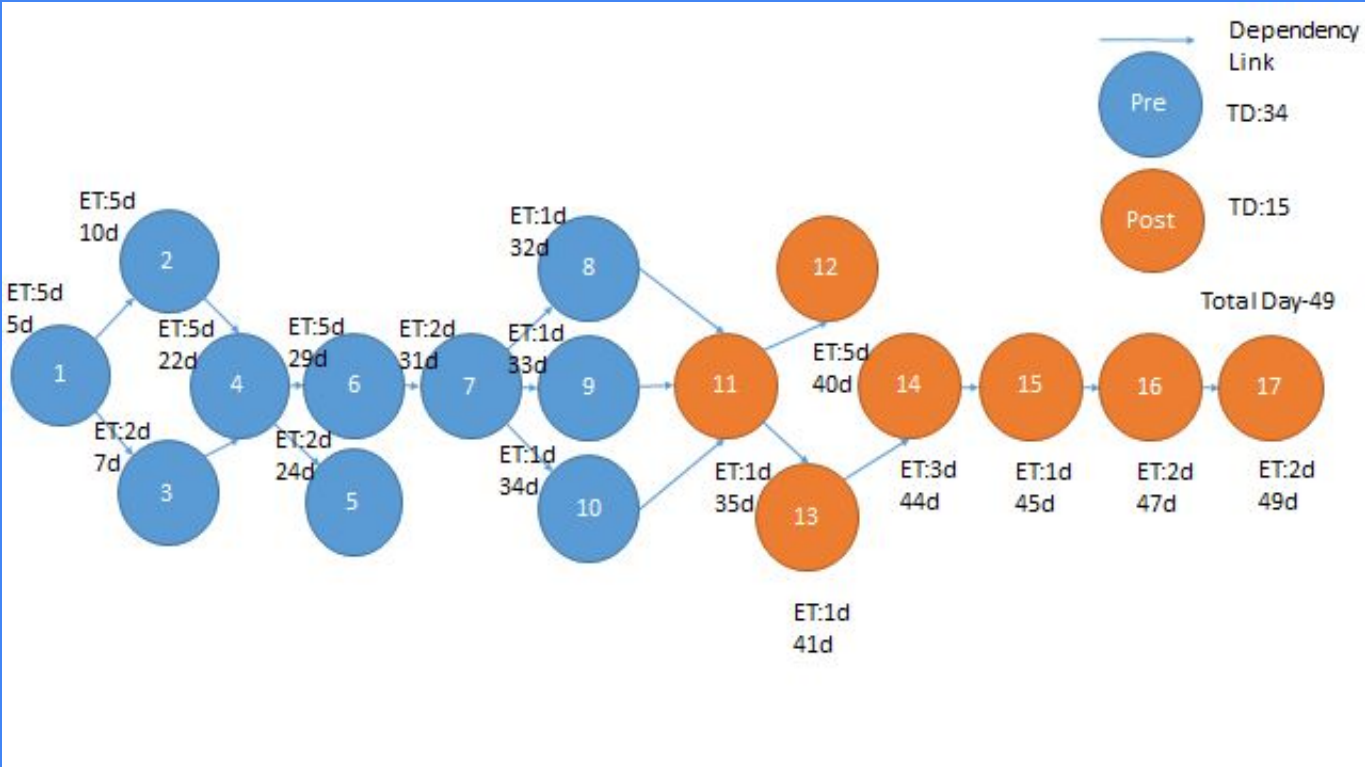 Dependency
Link
Pre
TD:34
Post
TD:15
Total Day-49
ET:5d
5d
1
ET:5d
10d
2
ET:2d
7d
3
ET:5d
22d
4
ET:2d
24d
5
ET:5d
29d
6
ET:2d
31d
7
ET:1d
32d
8
ET:1d
33d
9
ET:1d
34d
10
11
ET:1d
35d
12
ET:5d
40d
13
ET:1d
41d
14
ET:3d
44d
15
ET:1d
45d
16
ET:2d
47d
17
ET:2d
49d